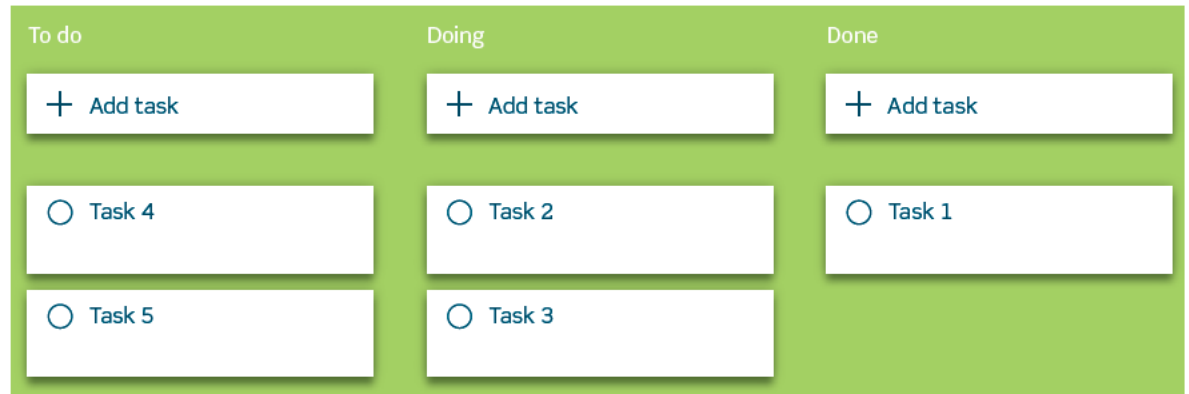 To do
Add task
Task 4
Task 5
Doing
Add task
Task 2
Task 3
Done
Add task
Task 1